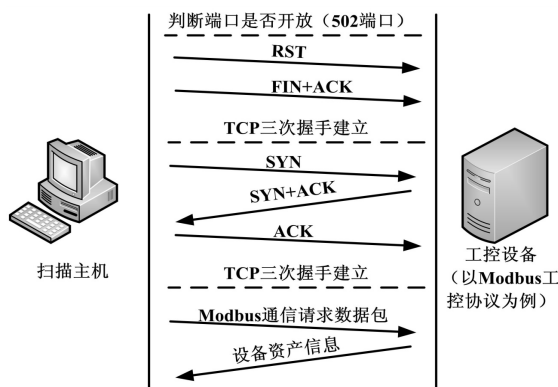 判断端口是否开放（502端口）
RST
FIN+ACK
TCP三次握手建立
SYN
SYN+ACK
ACK
TCP三次握手建立
Modbus通信请求数据包
设备资产信息
扫描主机
工控设备
（以Modbus工
控协议为例）